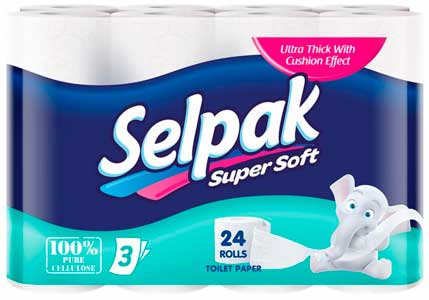 Ultra Thick With
Cushion Effect
Selpak
Super Soft
100%
PURE
CELLULOSE
3
24
ROLLS
TOILET PAPER